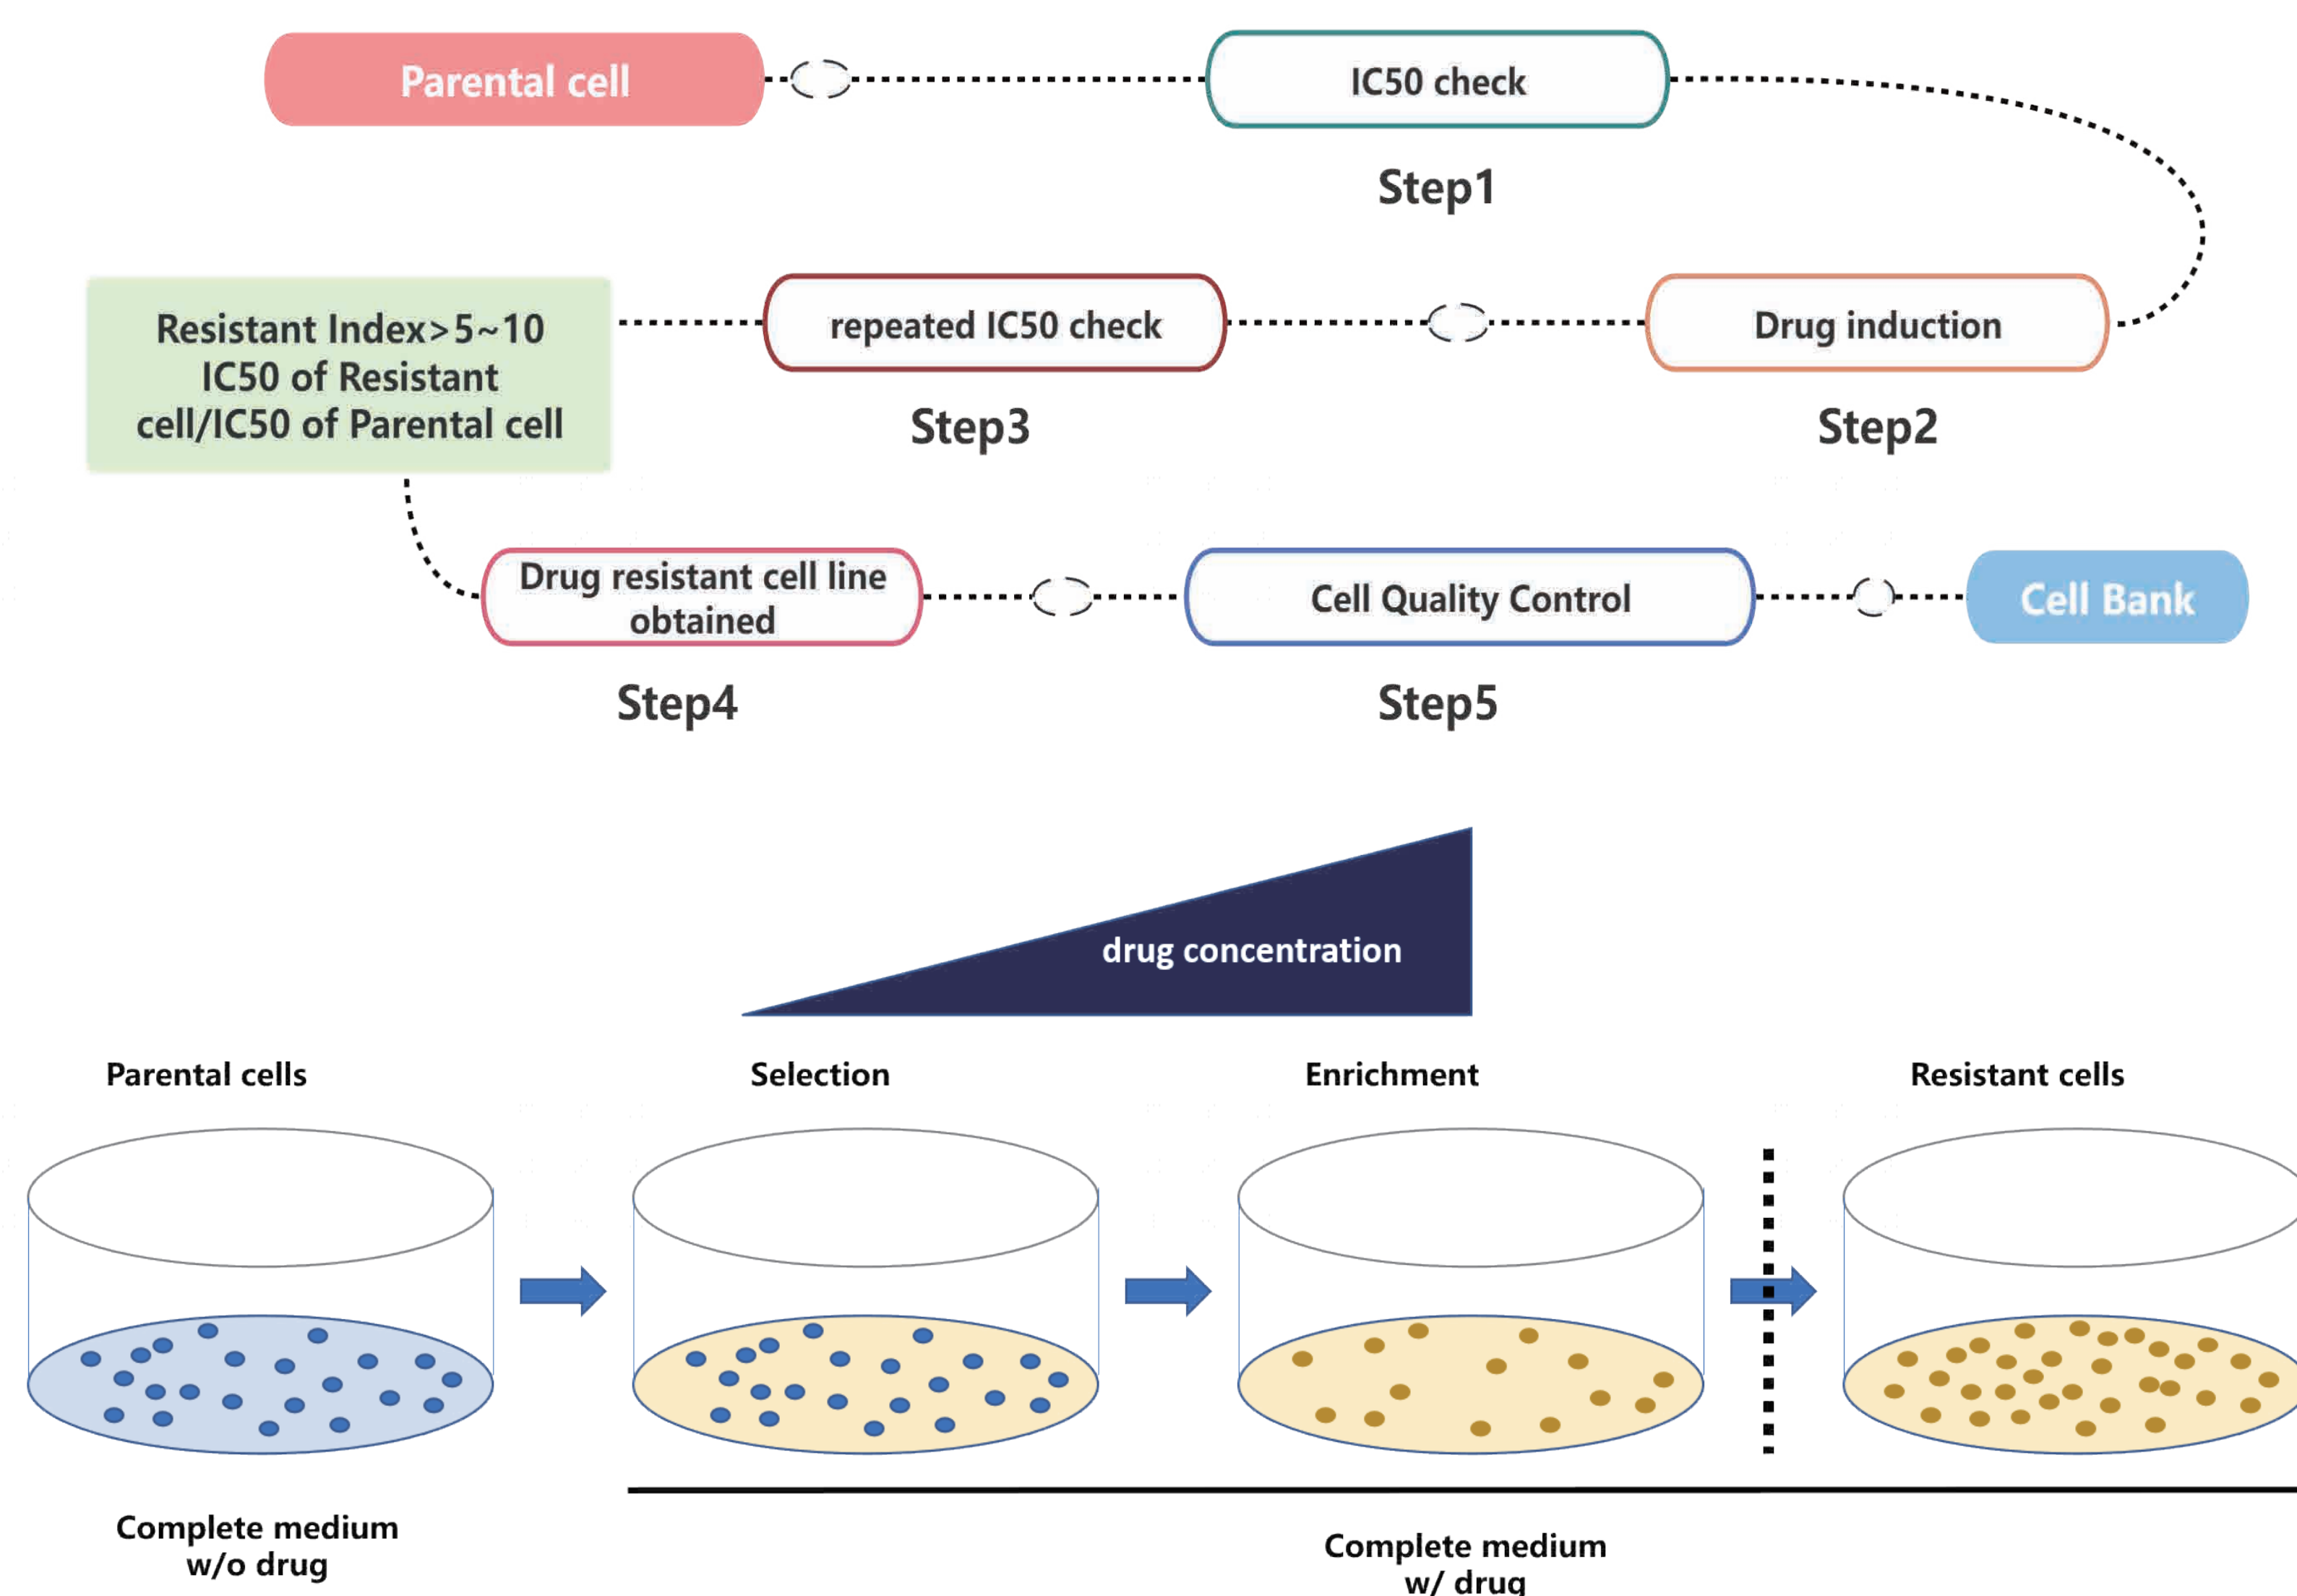 Parental cell
IC50 check
Step1
Resistant Index>5~10
IC50 of Resistant
cell/IC50 of Parental cell
repeated IC50 check
Drug induction
Step3
Step2
Drug resistant cell line
obtained
Cell Quality Control
Cell Bank
Step4
Step5
drug concentration
Parental cells
Selection
Enrichment
Resistant cells
Complete medium
w/o drug
Complete medium
w/ drug